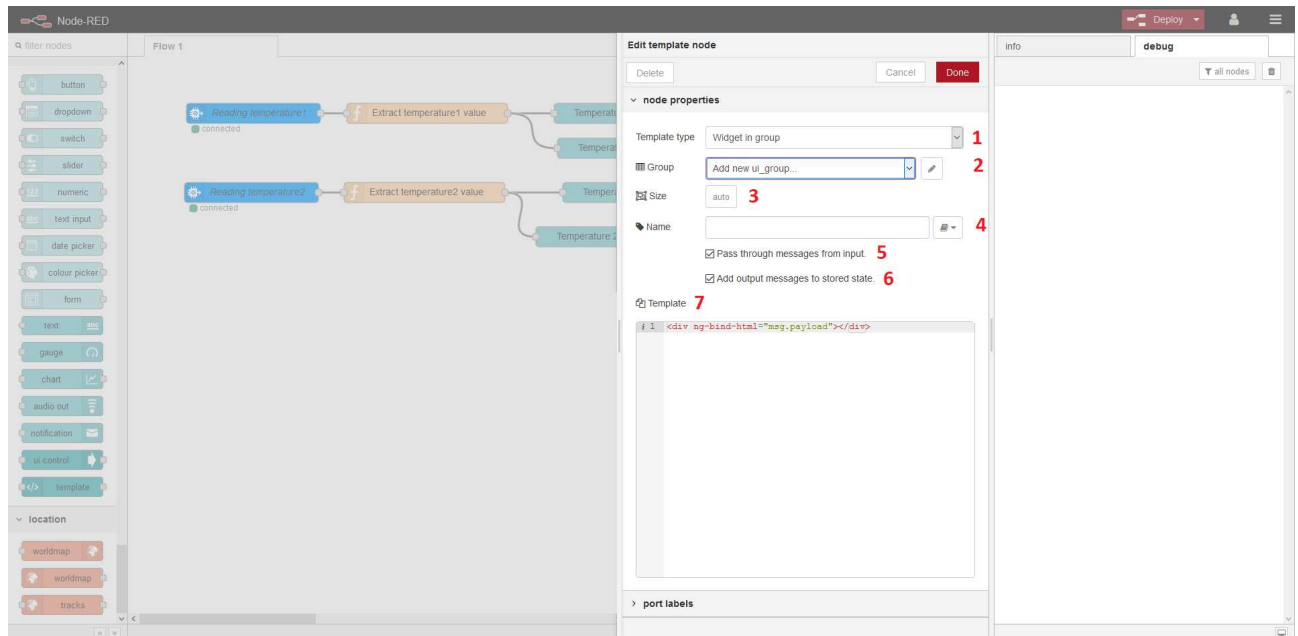 Node-RED
Deploy
filter nodes
button
dropdown
switch
slider
numeric
text input
date picker
colour picker
form
text
abc
gauge
chart
audio out
notification
ui control
template
location
worldmap
worldmap
tracks
Flow 1
Reading temperature1
connected
Extract temperature1 value
Reading temperature2
connected
Extract temperature2 value
Temperature 2
Edit template node
Delete
Cancel
Done
node properties
Template type
Widget in group
1
Group
Add new ui_group...
2
Size
auto
3
Name
4
Pass through messages from input.
5
Add output messages to stored state.
6
Template
7
i 1 <div ng-bind-html="msg.payload"></div>
port labels
info
debug
all nodes